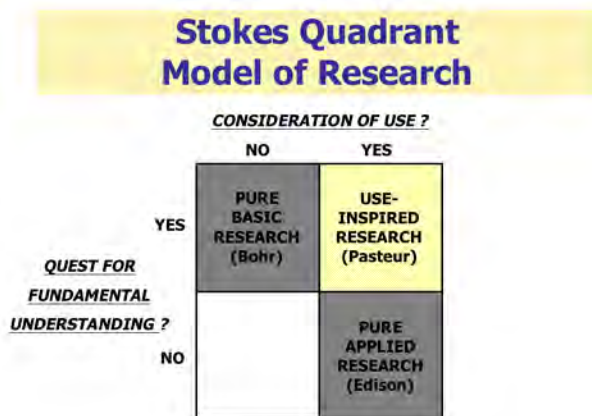 Stokes Quadrant
Model of Research
CONSIDERATION OF USE ?
NO YES
YES
PURE
BASIC
RESEARCH
(Bohr)
USE-
INSPIRED
RESEARCH
(Pasteur)
QUEST FOR
FUNDAMENTAL
UNDERSTANDING ?
NO
PURE
APPLIED
RESEARCH
(Edison)